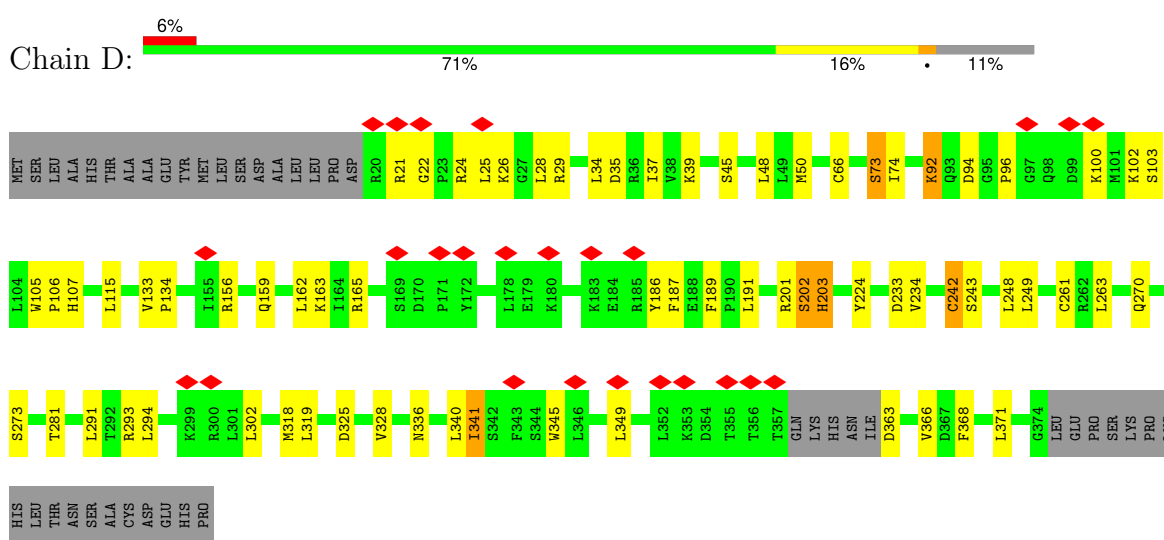 6%
Chain D:
71% 16% • 11%
MET SER LEU ALA HIS THR ALA ALA GLU TYR MET LEU SER ASP ALA LEU LEU PRO ASP R20 R21 G22 P23 R24 L25 K26 G27 L28 R29 L34 D35 R36 I37 V38 K39 S45 L48 L49 M50 C66 S73 I74 K92 Q93 D94 G95 P96 G97 Q98 D99 K100 M101 K102 S103
L104 W105 P106 H107 L115 V133 P134 I155 R156 Q159 L162 K163 I164 R165 S169 D170 P171 Y172 L178 E179 K180 K183 E184 R185 Y186 F187 E188 F189 P190 L191 R201 S202 H203 Y224 D233 V234 C242 S243 L248 L249 C261 R262 L263 Q270
S273 T281 L291 T292 R293 L294 K299 R300 L301 L302 M318 L319 D325 V328 N336 L340 I341 S342 F343 S344 W345 L346 L349 L352 K353 D354 T355 T356 T357 GLN LYS HIS ASN ILE D363 V366 D367 F368 L371 G374 LEU GLU PRO SER LYS PRO
HIS LEU THR ASN SER ALA CYS ASP GLU HIS PRO